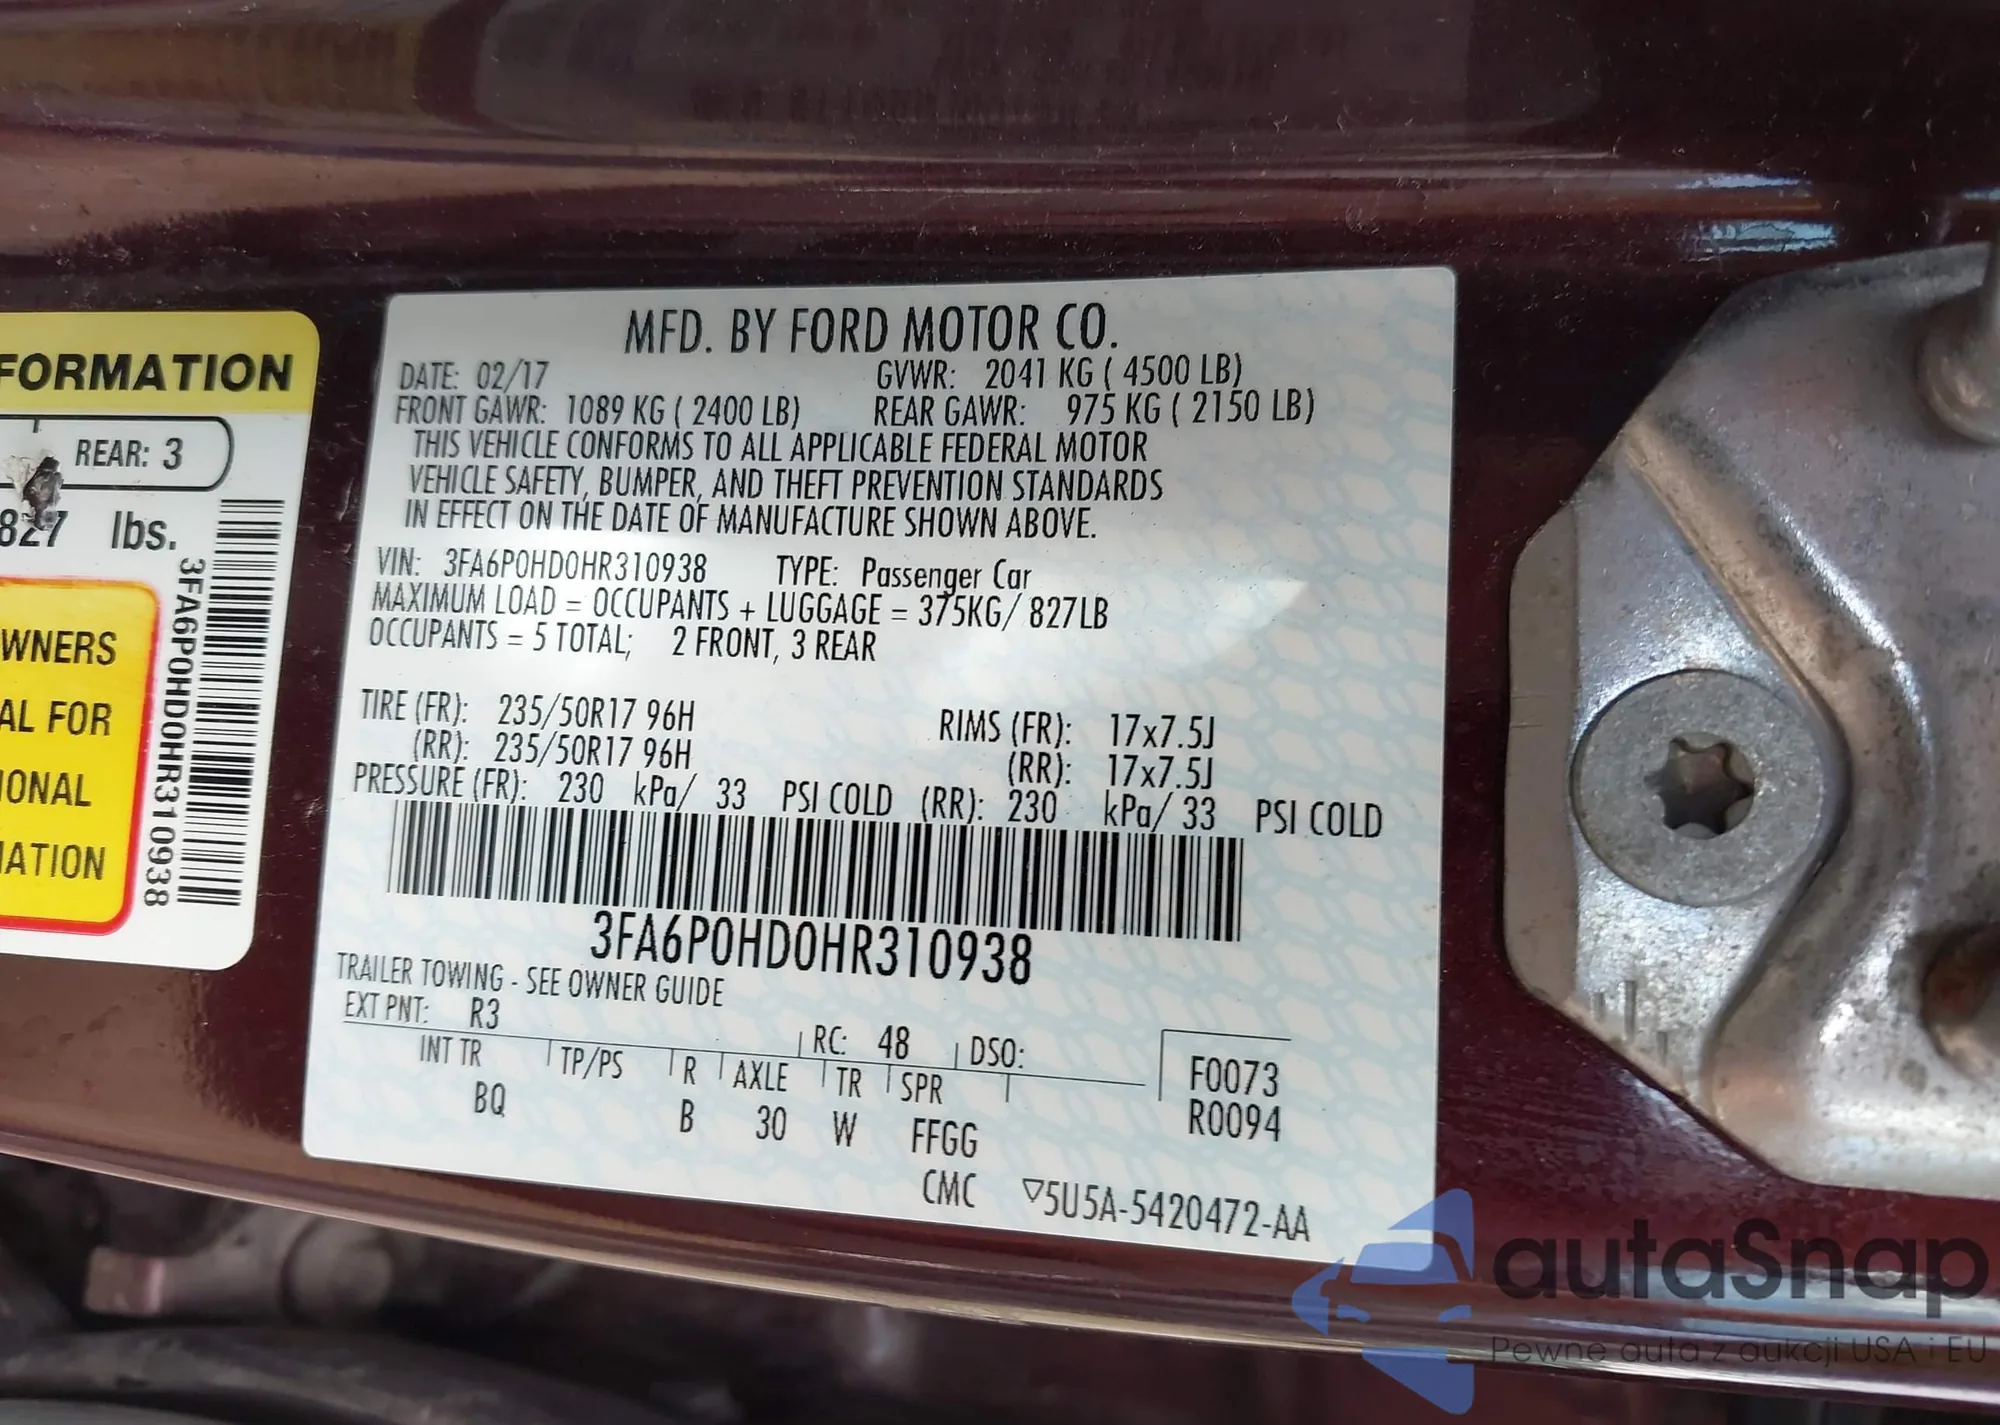 FORMATION
REAR: 3
827 lbs.
3FA6P0HD0HR310938
WNERS
AL FOR
IONAL
MATION
MFD. BY FORD MOTOR CO.
DATE: 02/17 GVWR: 2041 KG ( 4500 LB)
FRONT GAWR: 1089 KG ( 2400 LB) REAR GAWR: 975 KG ( 2150 LB)
THIS VEHICLE CONFORMS TO ALL APPLICABLE FEDERAL MOTOR
VEHICLE SAFETY, BUMPER, AND THEFT PREVENTION STANDARDS
IN EFFECT ON THE DATE OF MANUFACTURE SHOWN ABOVE.
VIN: 3FA6P0HD0HR310938 TYPE: Passenger Car
MAXIMUM LOAD = OCCUPANTS + LUGGAGE = 375KG/ 827LB
OCCUPANTS = 5 TOTAL; 2 FRONT, 3 REAR
TIRE (FR): 235/50R17 96H RIMS (FR): 17x7.5J
(RR): 235/50R17 96H (RR): 17x7.5J
PRESSURE (FR): 230 kPa/ 33 PSI COLD (RR): 230 kPa/ 33 PSI COLD
3FA6P0HD0HR310938
TRAILER TOWING - SEE OWNER GUIDE
EXT PNT: R3 RC: 48 DSO:
INT TR TP/PS R AXLE TR SPR F0073
BQ B 30 W FFGG R0094
CMC ▽5U5A-5420472-AA
autaSnap
Pewne auta z aukcji USA i EU